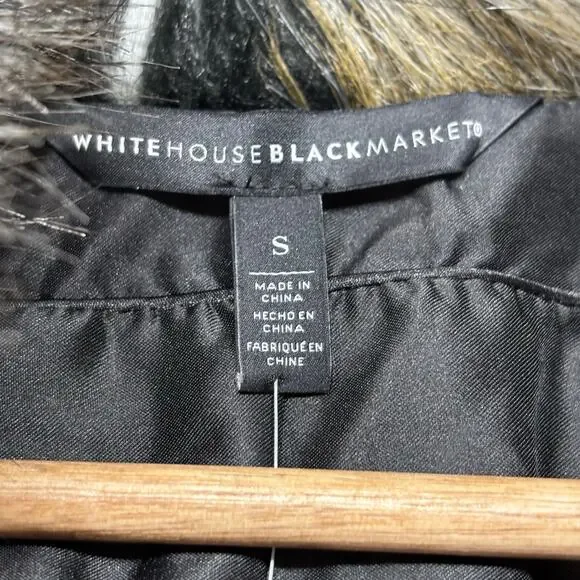 WHITEHOUSEBLACKMARKET®
S
MADE IN
CHINA
HECHO EN
CHINA
FABRIQUÉ EN
CHINE